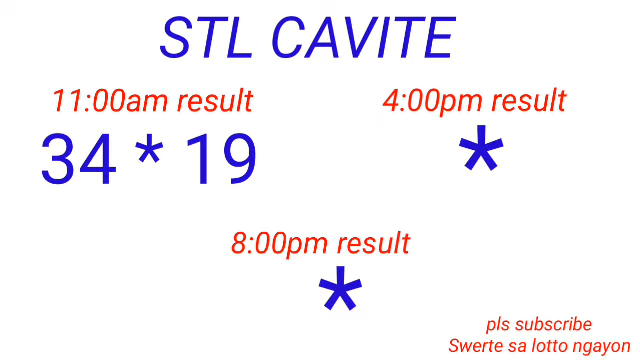 STL CAVITE
11:00am result
34 * 19
4:00pm result
*
8:00pm result
*
pls subscribe
Swerte sa lotto ngayon